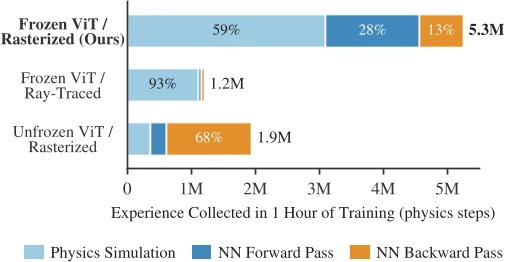 Frozen ViT /
Rasterized (Ours)
59%
28%
13%
5.3M
Frozen ViT /
Ray-Traced
93%
1.2M
Unfrozen ViT /
Rasterized
68%
1.9M
0
1M
2M
3M
4M
5M
Experience Collected in 1 Hour of Training (physics steps)
Physics Simulation
NN Forward Pass
NN Backward Pass